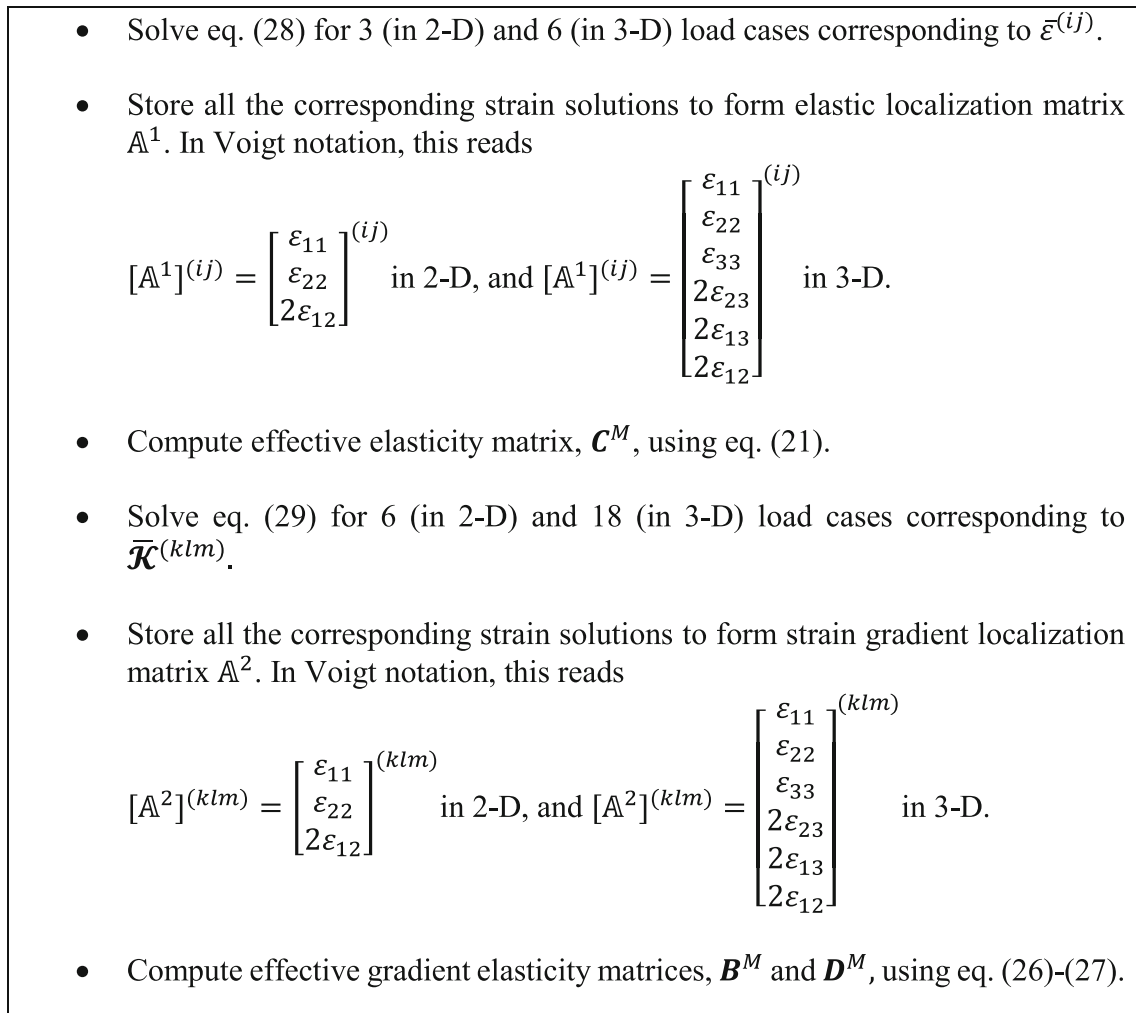 • Solve eq. (28) for 3 (in 2-D) and 6 (in 3-D) load cases corresponding to ε̄^(ij).
• Store all the corresponding strain solutions to form elastic localization matrix
𝔸¹. In Voigt notation, this reads
[𝔸¹]^(ij) = [ε₁₁ ε₂₂ 2ε₁₂]^(ij) in 2-D, and [𝔸¹]^(ij) = [ε₁₁ ε₂₂ ε₃₃ 2ε₂₃ 2ε₁₃ 2ε₁₂]^(ij) in 3-D.
• Compute effective elasticity matrix, C^M, using eq. (21).
• Solve eq. (29) for 6 (in 2-D) and 18 (in 3-D) load cases corresponding to
𝓚̄^(klm).
• Store all the corresponding strain solutions to form strain gradient localization
matrix 𝔸². In Voigt notation, this reads
[𝔸²]^(klm) = [ε₁₁ ε₂₂ 2ε₁₂]^(klm) in 2-D, and [𝔸²]^(klm) = [ε₁₁ ε₂₂ ε₃₃ 2ε₂₃ 2ε₁₃ 2ε₁₂]^(klm) in 3-D.
• Compute effective gradient elasticity matrices, B^M and D^M, using eq. (26)-(27).